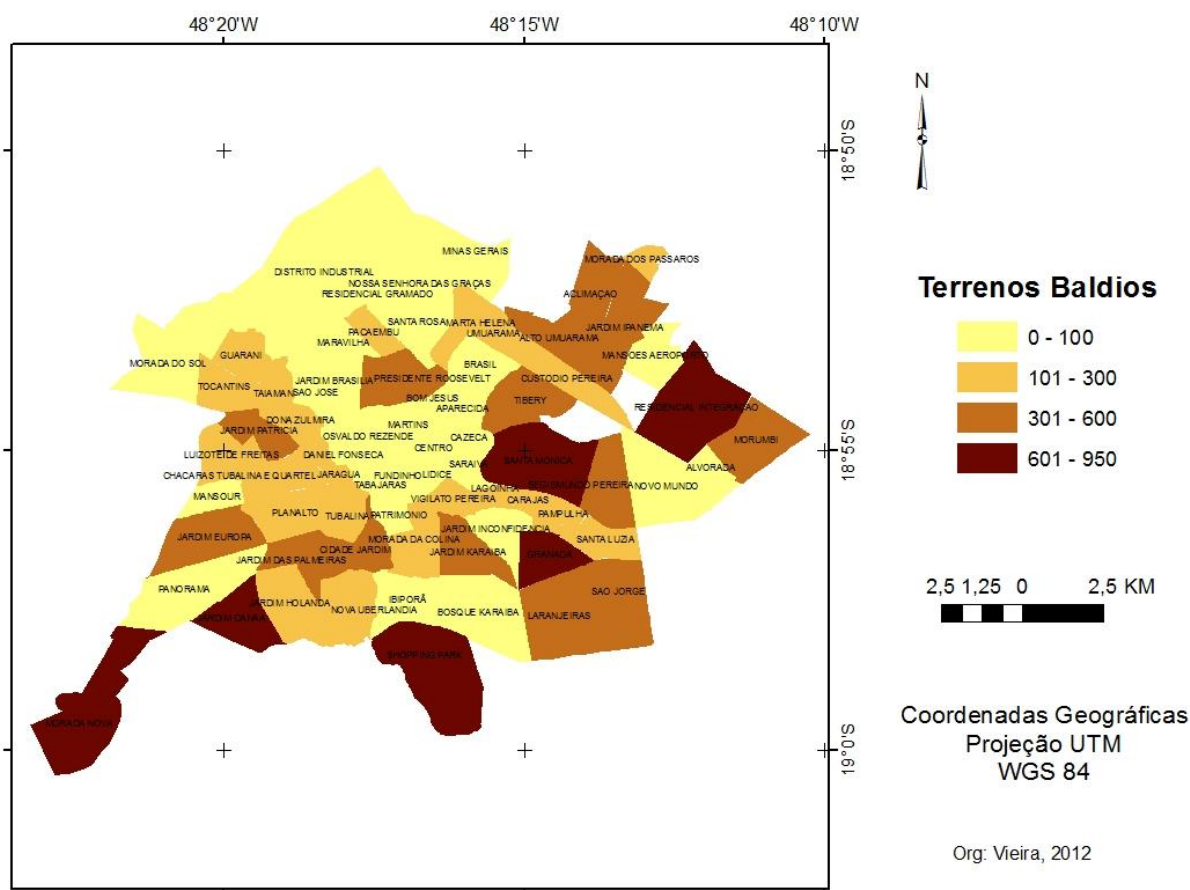 48°20'W
48°15'W
48°10'W
N
18°50'S
MINAS GERAIS
MORADA DOS PASSAROS
DISTRITO INDUSTRIAL
NOSSA SENHORA DAS GRAÇAS
RESIDENCIAL GRAMADO
ACLIMAÇAO
Terrenos Baldios
SANTA ROSA
MARTA HELENA
PACAEMBU
UMUARAMA
ALTO UMUARAMA
JARDIM IPANEMA
0 - 100
MARAVILHA
GUARANI
MANSOES AEROPORTO
MORADA DO SOL
BRASIL
101 - 300
TOCANTINS
TAIAMAN
JARDIM BRASILIA
SAO JOSE
PRESIDENTE ROOSEVELT
CUSTODIO PEREIRA
BOM JESUS
APARECIDA
TIBERY
RESIDENCIAL INTEGRAÇAO
301 - 600
DONA ZULMIRA
JARDIM PATRICIA
MARTINS
OSVALDO REZENDE
CAZECA
MORUMBI
18°55'S
LUIZOTE DE FREITAS
DANIEL FONSECA
CENTRO
SANTA MONICA
601 - 950
SARAIVA
ALVORADA
CHACARAS TUBALINA E QUARTEL
JARAGUA
FUNDINHO
LIDICE
TABAJARAS
LAGOINHA
SEGISMUNDO PEREIRA
NOVO MUNDO
MANSOUR
VIGILATO PEREIRA
CARAJAS
PLANALTO
TUBALINA
PATRIMONIO
PAMPULHA
JARDIM INCONFIDENCIA
JARDIM EUROPA
MORADA DA COLINA
SANTA LUZIA
CIDADE JARDIM
JARDIM KARAIBA
GRANADA
JARDIM DAS PALMEIRAS
PANORAMA
SAO JORGE
2,5 1,25 0 2,5 KM
JARDIM HOLANDA
IBIPORÃ
NOVA UBERLANDIA
BOSQUE KARAIBA
LARANJEIRAS
JARDIM CANAA
SHOPPING PARK
MORADA NOVA
19°0'S
Coordenadas Geográficas
Projeção UTM
WGS 84
Org: Vieira, 2012